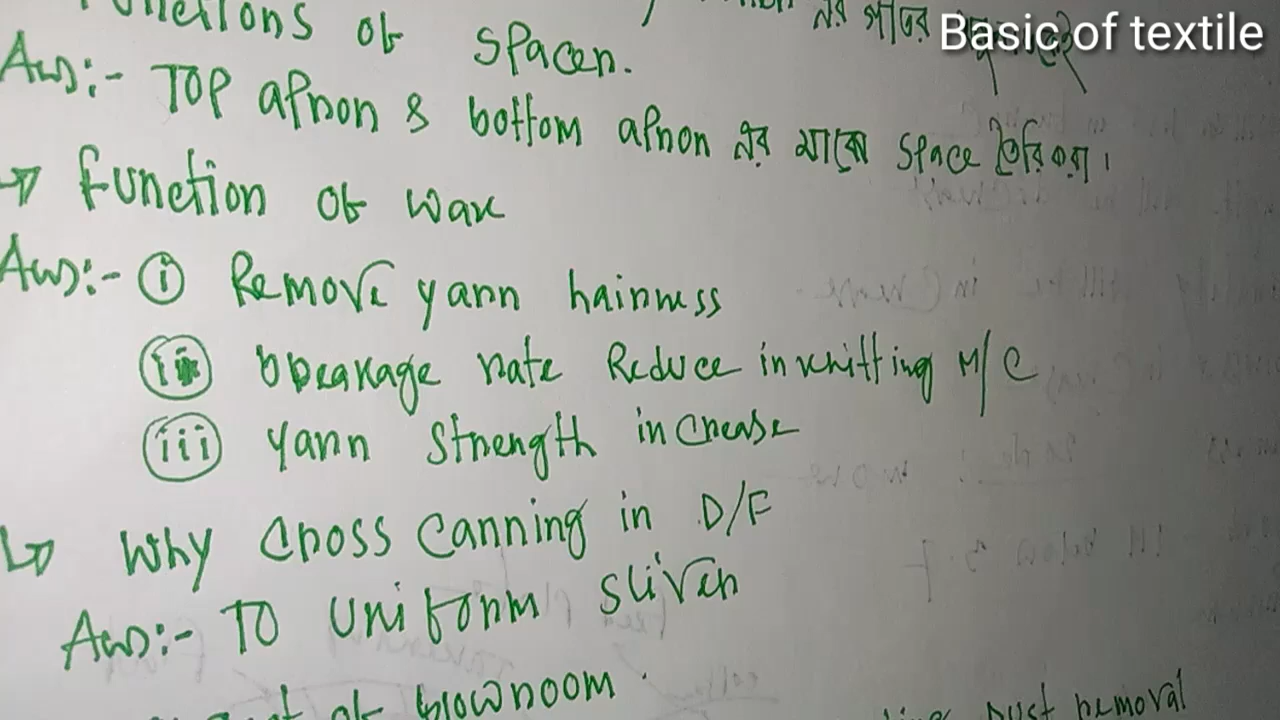 Functions of spacer.
এর
Basic of textile
Ans:- Top apron & bottom apron এর মাঝে space তৈরি করা।
→ Function of wax
Ans:- (i) Remove yarn hairness
(ii) breakage rate Reduce in knitting M/C
(iii) yarn strength increase
↳ Why cross canning in D/F
Ans:- TO uniform sliver
of blowroom
Dust removal